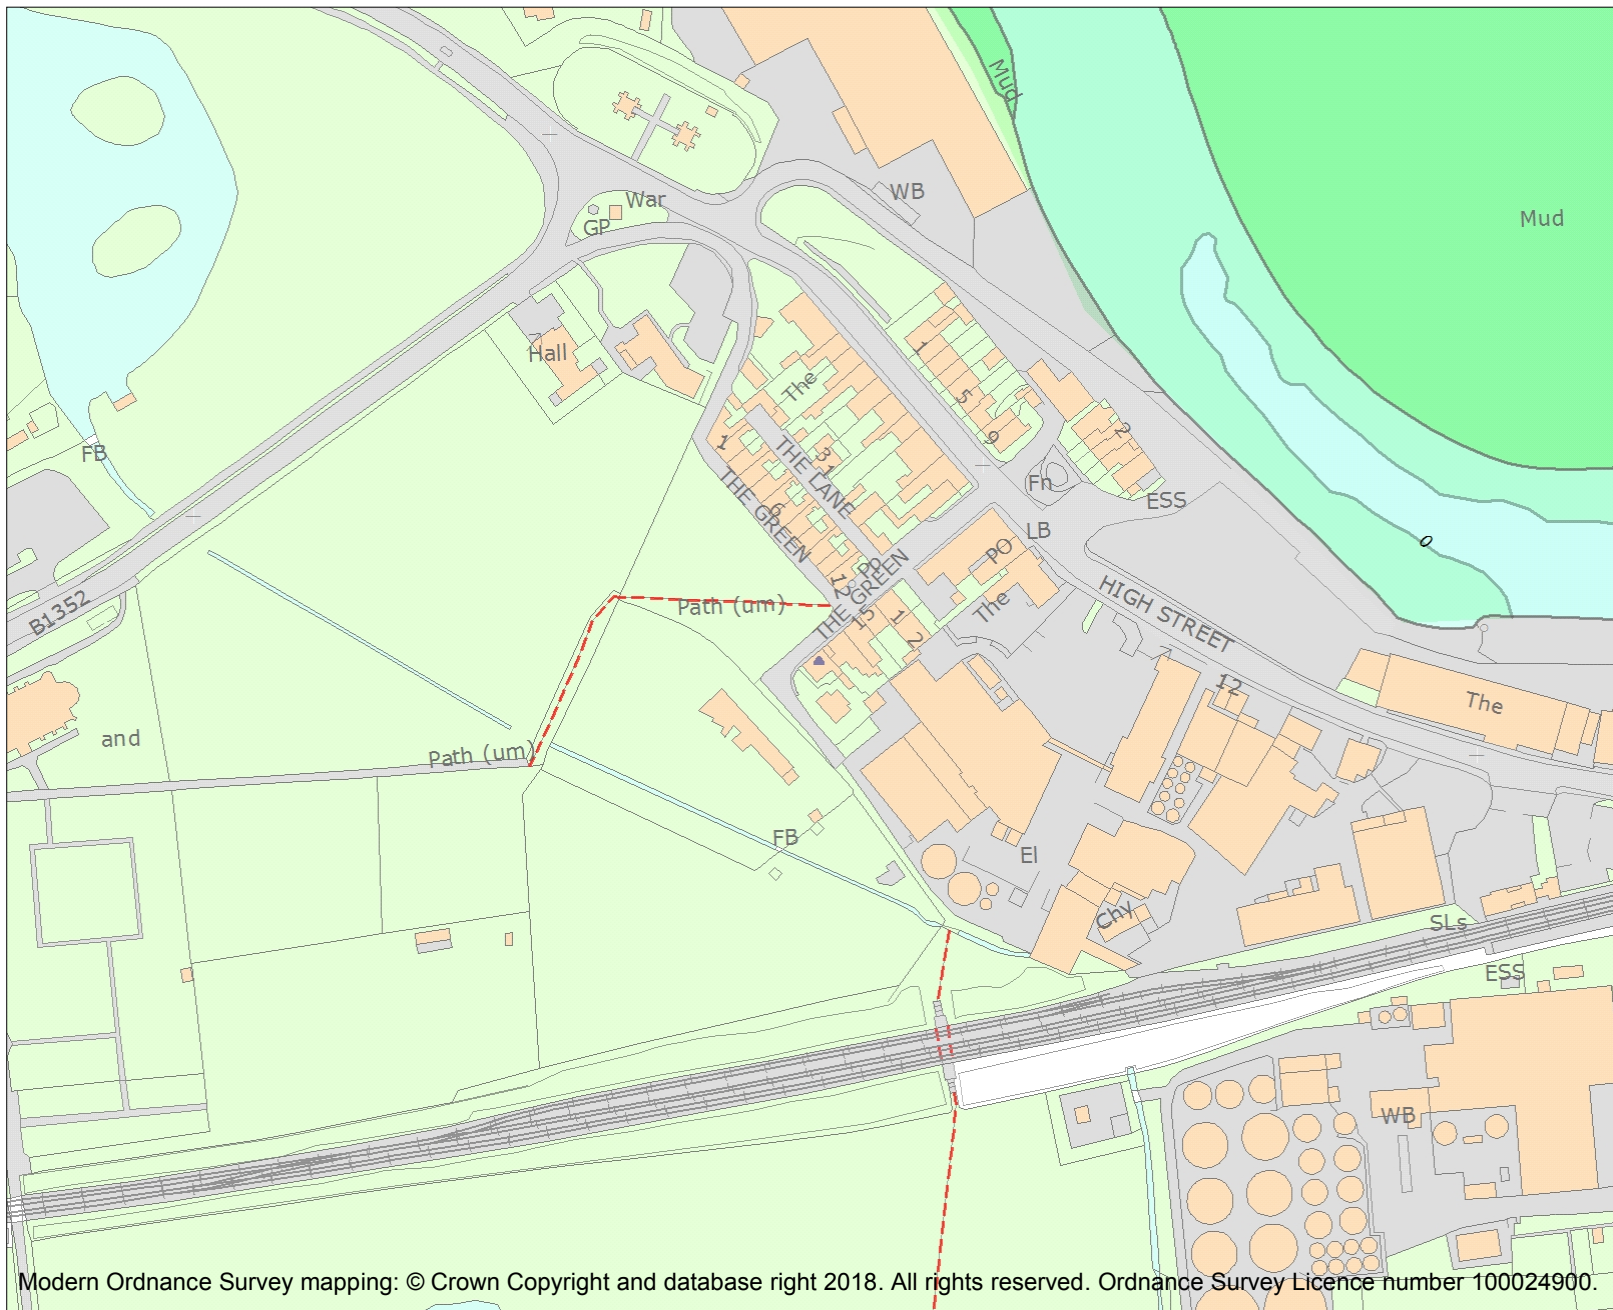 Mud
WB
War
GP
Mud
Hall
The
1
1
5
9
2
FB
THE LANE
3
1
THE GREEN
6
Fn
ESS
LB
PO
0
Po
12
THE GREEN
15
1
2
The
HIGH STREET
B1352
Path (um)
12
The
and
Path (um)
FB
El
Chy
SLs
ESS
WB
Modern Ordnance Survey mapping: © Crown Copyright and database right 2018. All rights reserved. Ordnance Survey Licence number 100024900.